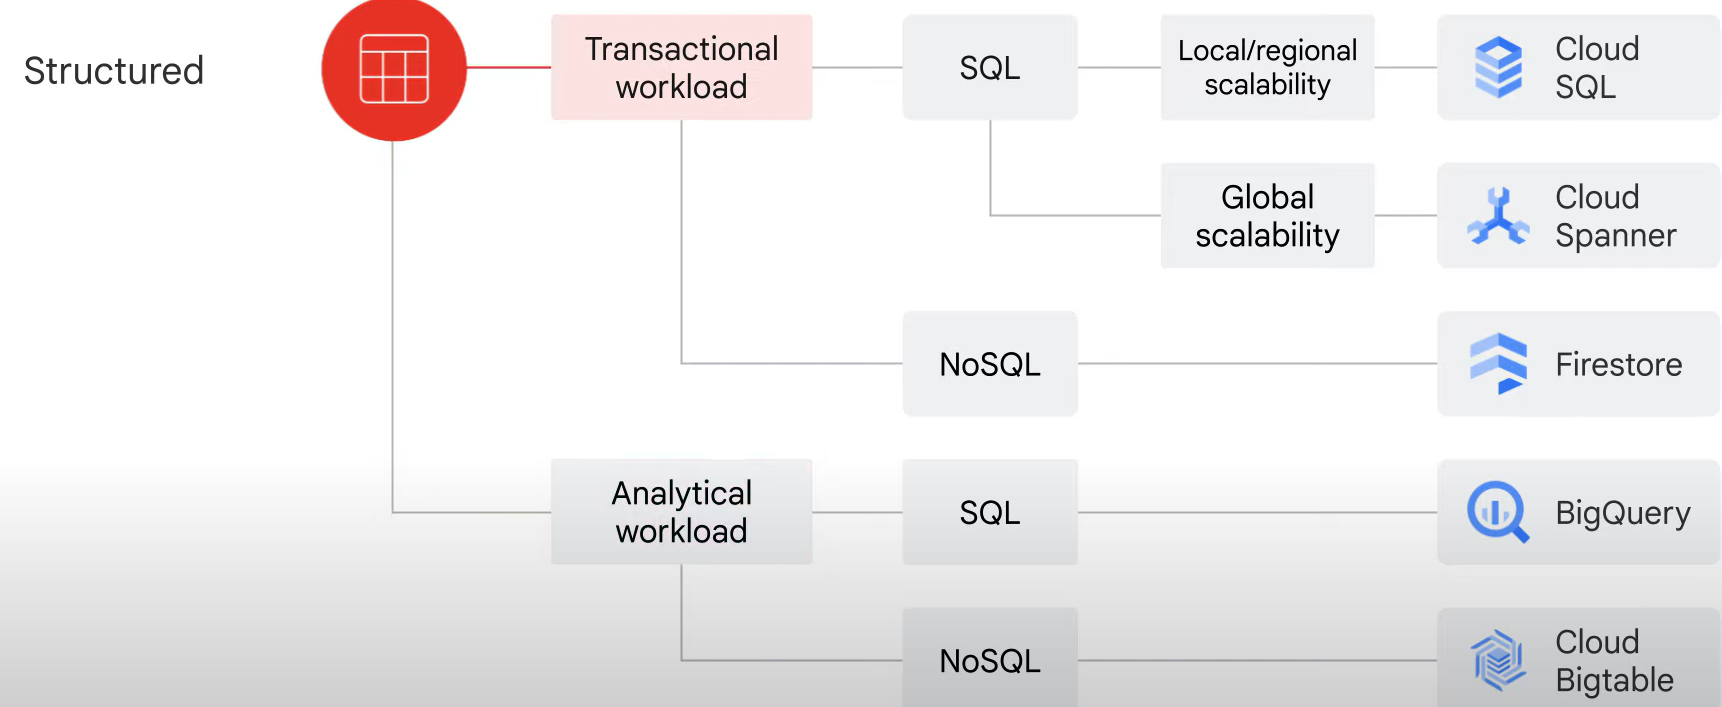 Structured
Transactional
workload
SQL
Local/regional
scalability
Cloud
SQL
Global
scalability
Cloud
Spanner
NoSQL
Firestore
Analytical
workload
SQL
BigQuery
NoSQL
Cloud
Bigtable